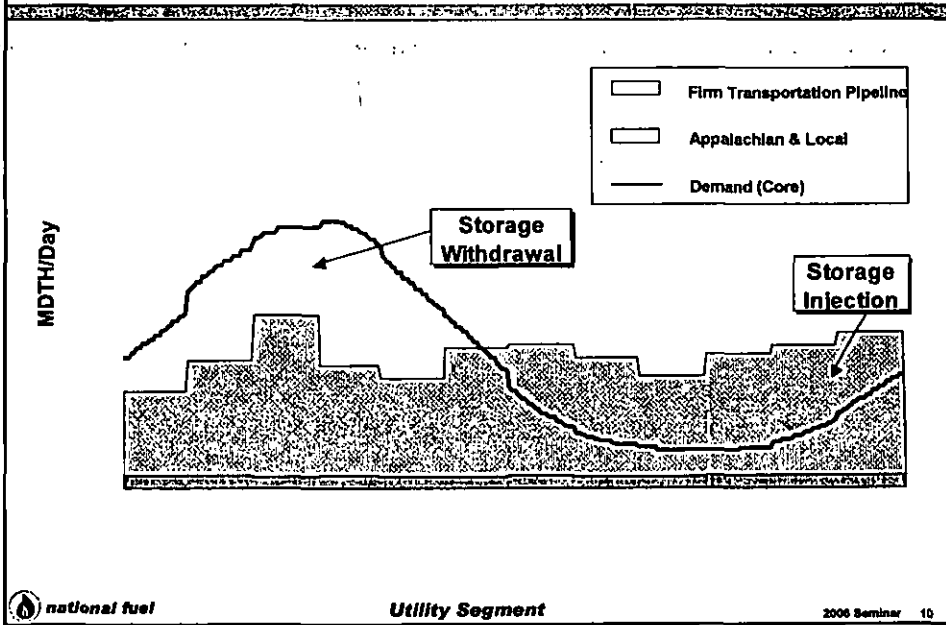 Firm Transportation Pipeline
Appalachian & Local
Demand (Core)
Storage
Withdrawal
Storage
Injection
MDTH/Day
national fuel
Utility Segment
2006 Seminar 10